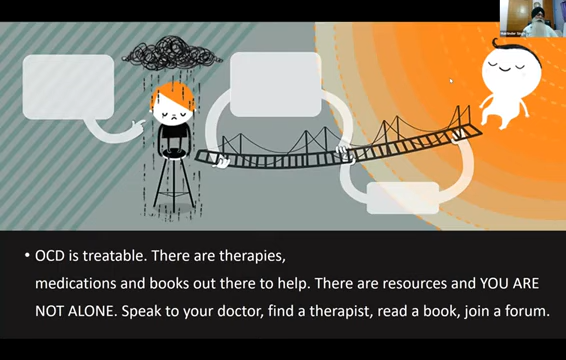 • OCD is treatable. There are therapies,
medications and books out there to help. There are resources and YOU ARE
NOT ALONE. Speak to your doctor, find a therapist, read a book, join a forum.